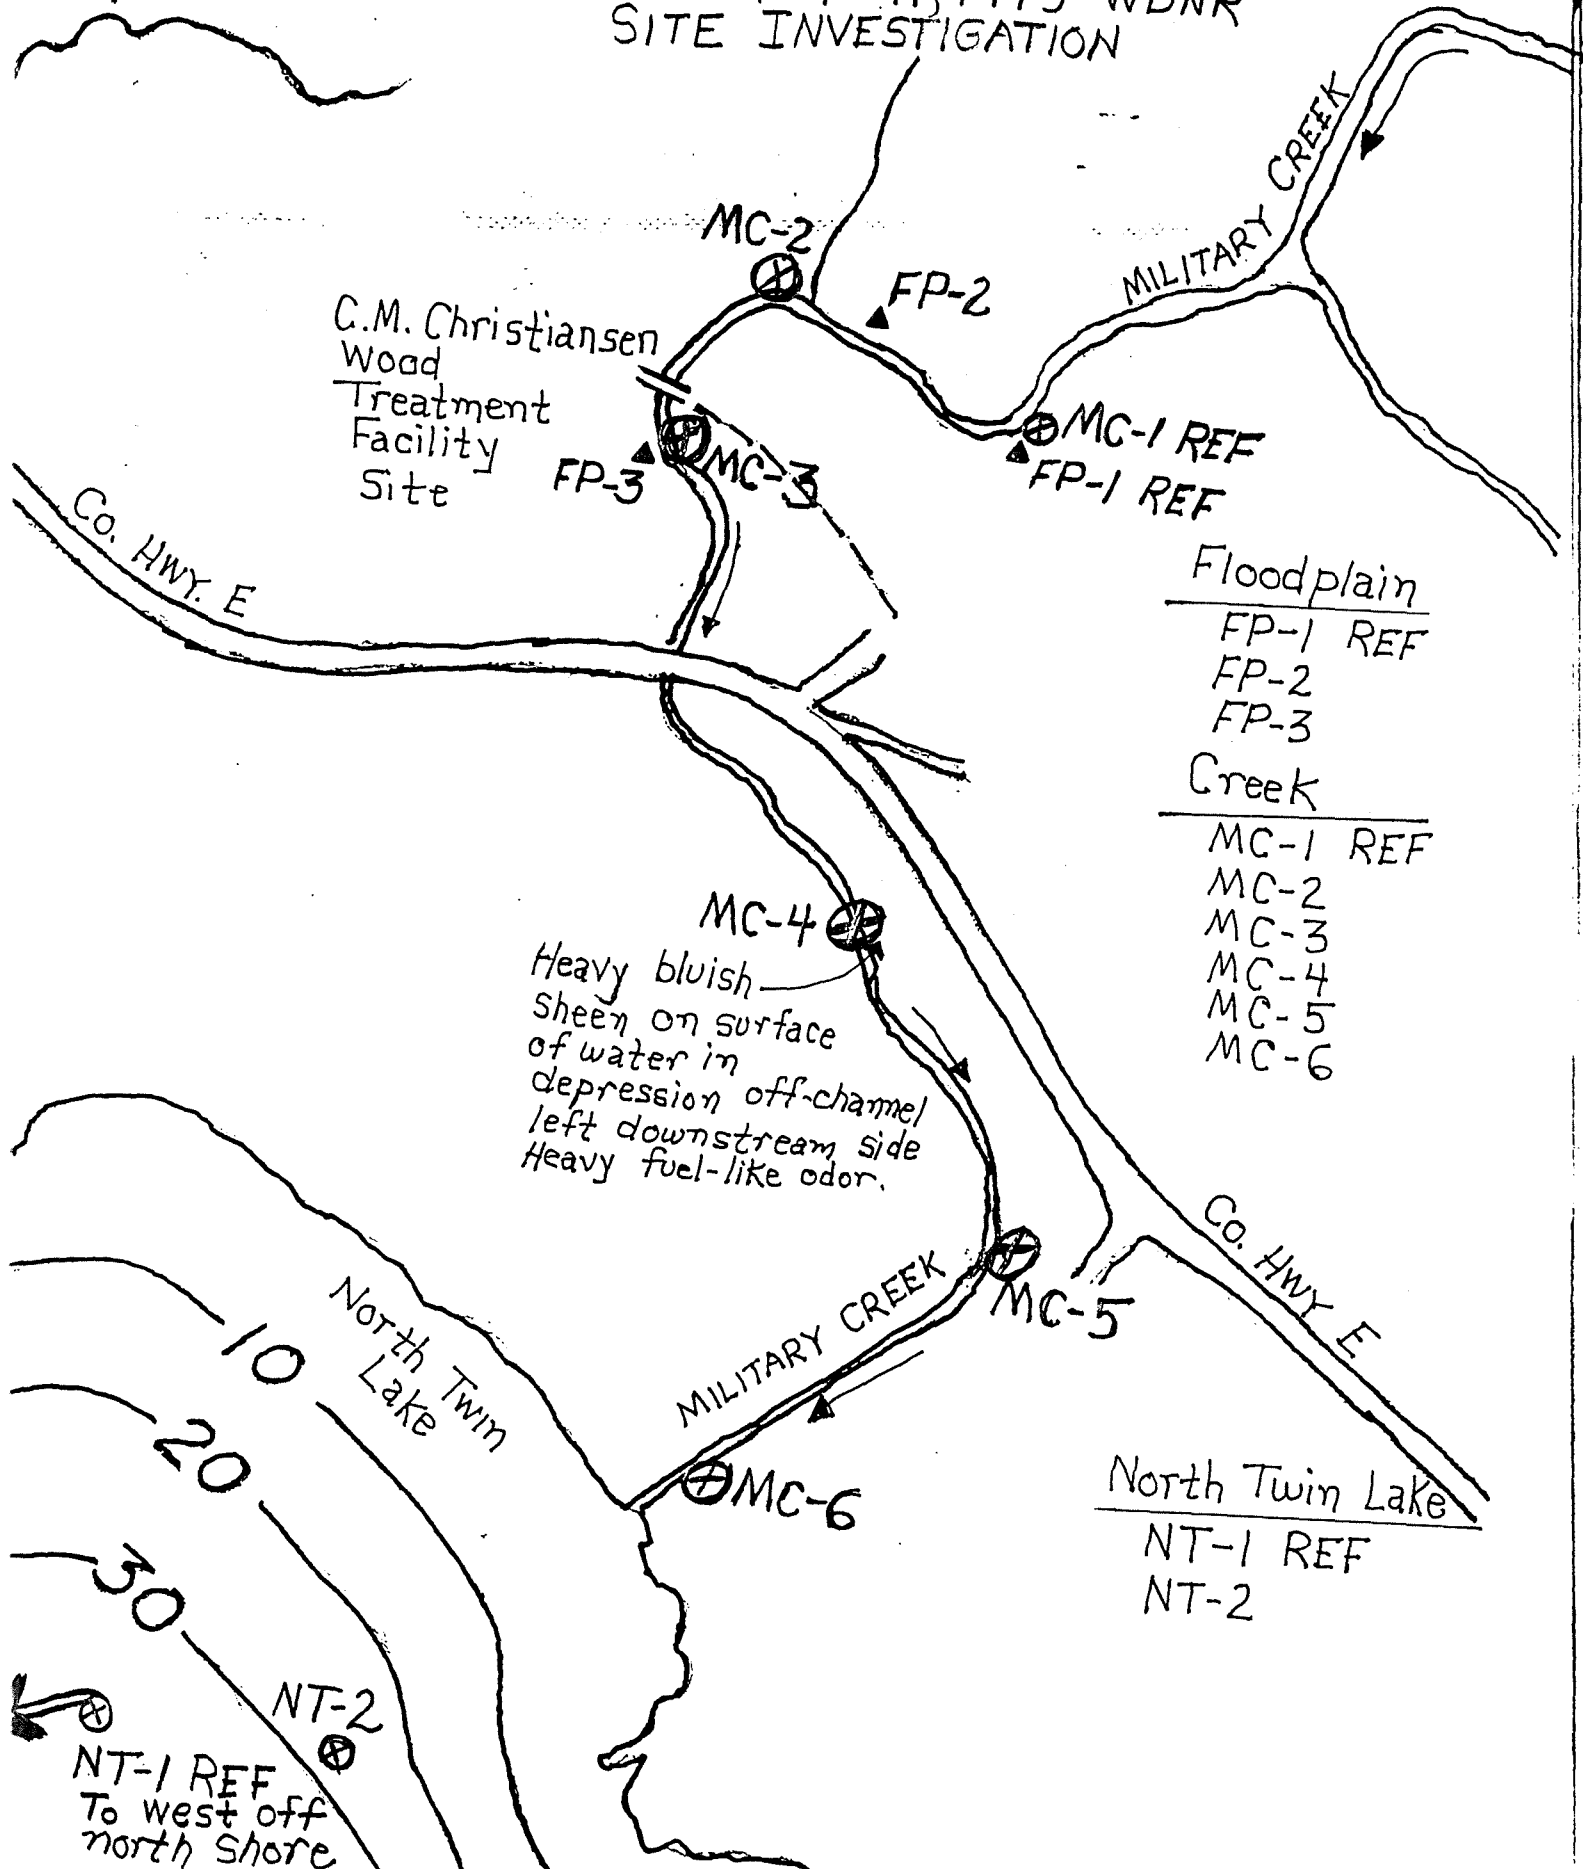 WDNR
SITE INVESTIGATION
MILITARY CREEK
MC-2
FP-2
C.M. Christiansen
Wood
Treatment
Facility
Site
MC-1 REF
FP-1 REF
MC-3
FP-3
Co. HWY. E
Floodplain
FP-1 REF
FP-2
FP-3
Creek
MC-1 REF
MC-2
MC-3
MC-4
MC-5
MC-6
MC-4
Heavy bluish
sheen on surface
of water in
depression off-channel
left downstream side
Heavy fuel-like odor.
Co. HWY E
MC-5
MILITARY CREEK
North Twin
Lake
10
20
30
MC-6
North Twin Lake
NT-1 REF
NT-2
NT-2
NT-1 REF
To west off
north shore